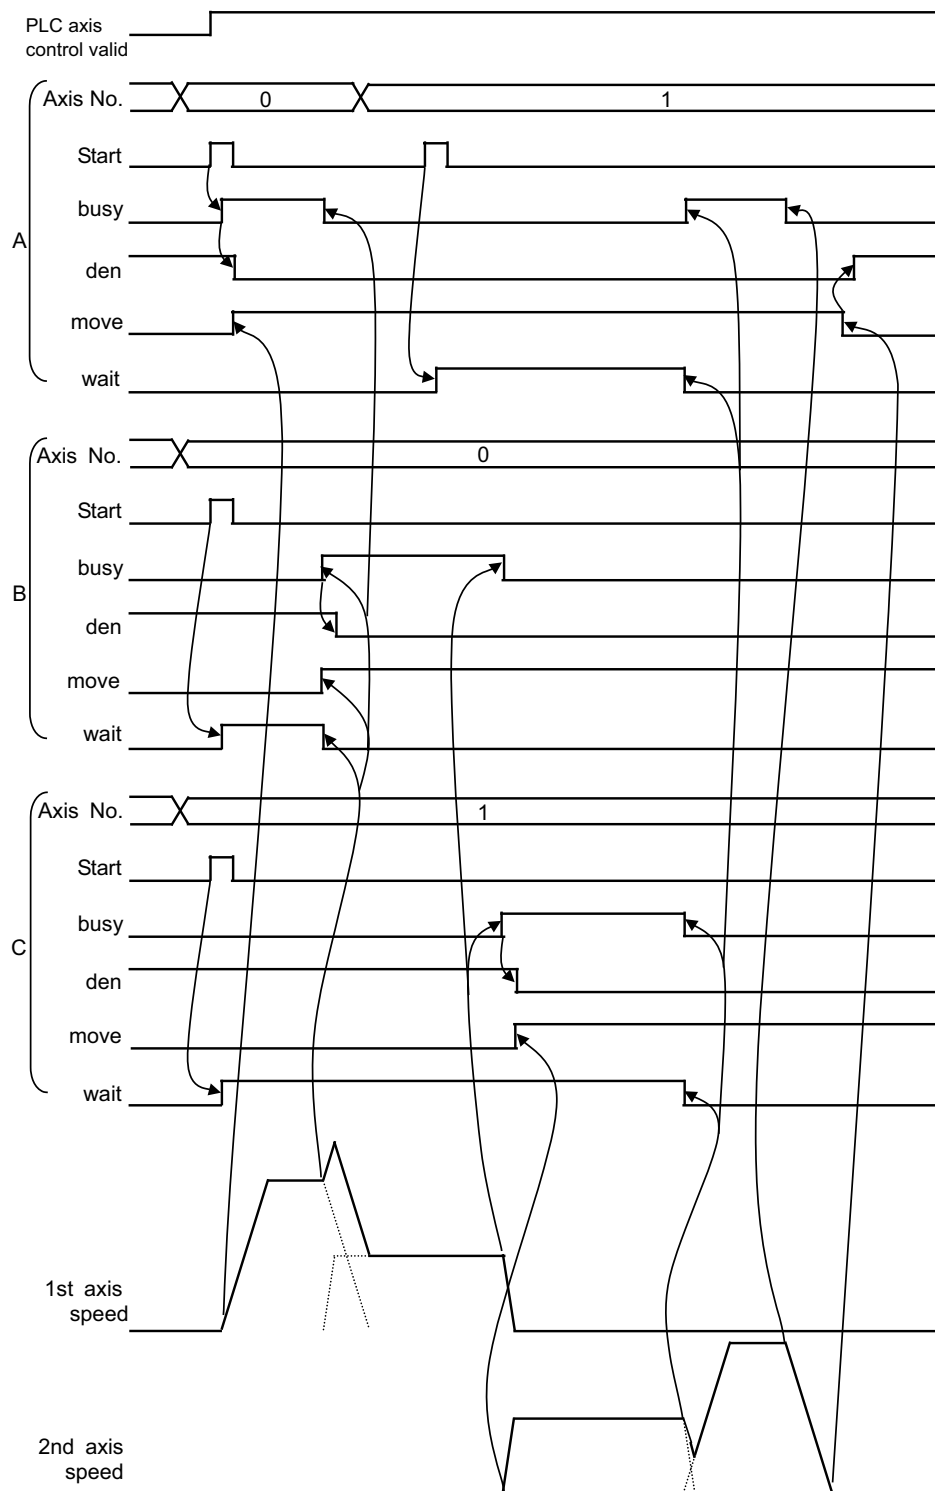 PLC axis
control valid
A
Axis No.
0
1
Start
busy
den
move
wait
B
Axis No.
0
Start
busy
den
move
wait
C
Axis No.
1
Start
busy
den
move
wait
1st axis
speed
2nd axis
speed